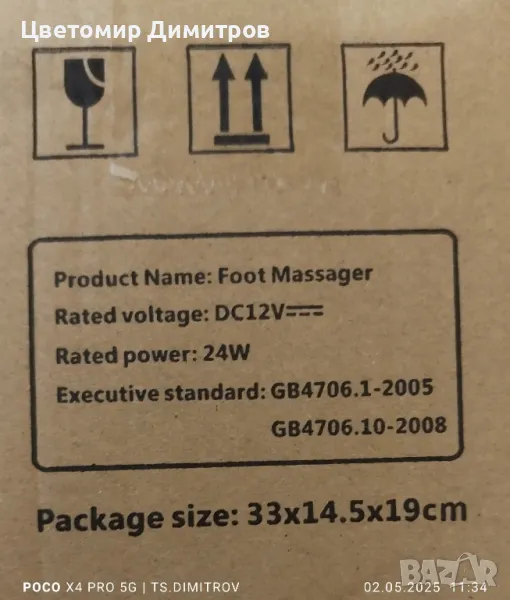 Цветомир Димитров
Product Name: Foot Massager
Rated voltage: DC12V
Rated power: 24W
Executive standard: GB4706.1-2005
GB4706.10-2008
Package size: 33x14.5x19cm
BAZAR
POCO X4 PRO 5G | TS.DIMITROV
02.05.2025 11:34